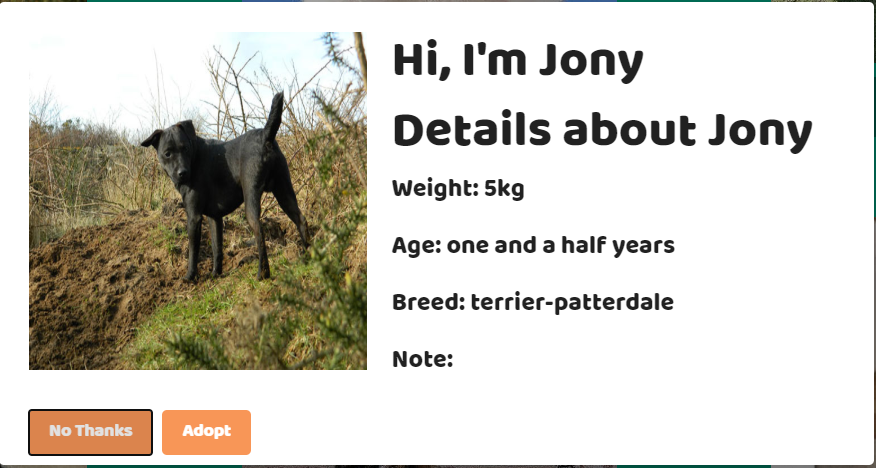 Hi, I'm Jony
Details about Jony
Weight: 5kg
Age: one and a half years
Breed: terrier-patterdale
Note:
No Thanks
Adopt